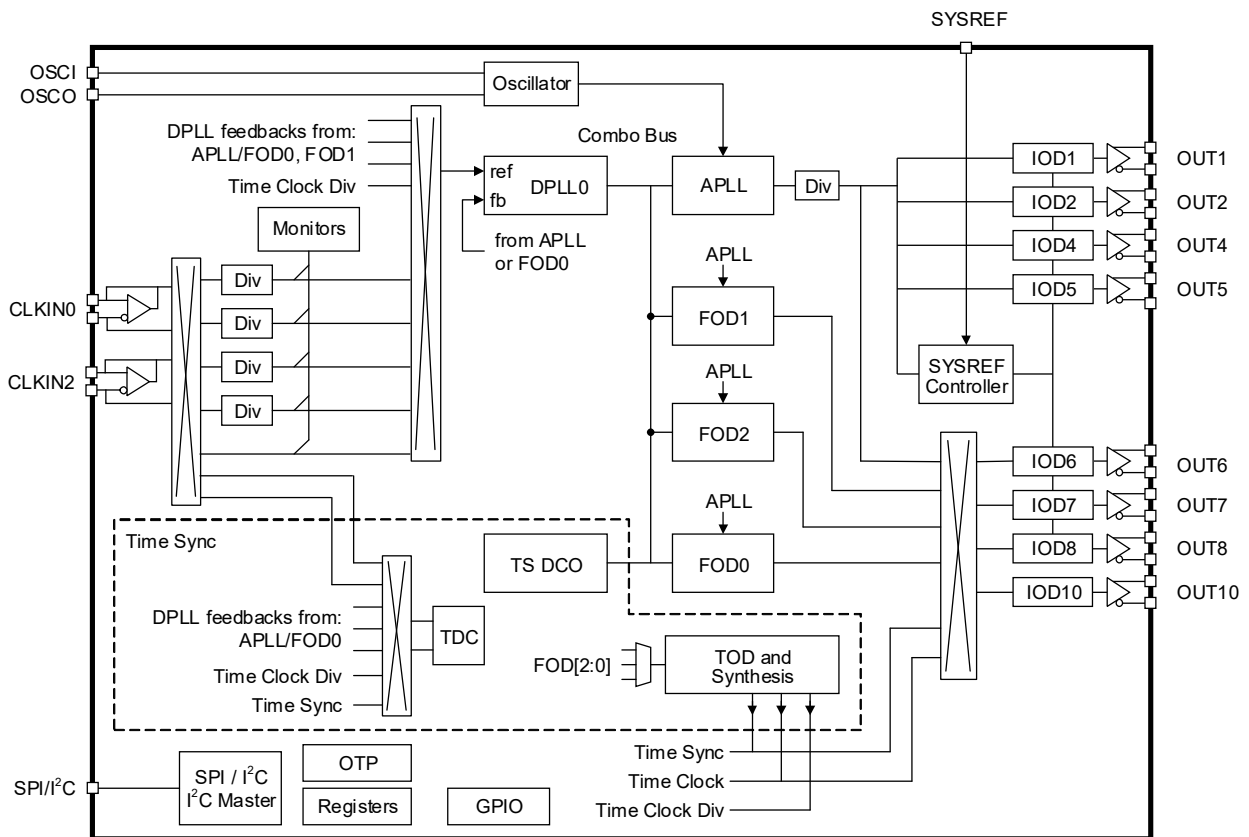 SYSREF
OSCI
OSCO
Oscillator
DPLL feedbacks from:
APLL/FOD0, FOD1
Time Clock Div
Combo Bus
ref
fb
DPLL0
from APLL
or FOD0
APLL
Div
IOD1
OUT1
IOD2
OUT2
IOD4
OUT4
IOD5
OUT5
Monitors
Div
Div
Div
Div
CLKIN0
CLKIN2
APLL
FOD1
APLL
FOD2
APLL
FOD0
SYSREF
Controller
IOD6
OUT6
IOD7
OUT7
IOD8
OUT8
IOD10
OUT10
Time Sync
TS DCO
DPLL feedbacks from:
APLL/FOD0
Time Clock Div
Time Sync
TDC
FOD[2:0]
TOD and
Synthesis
Time Sync
Time Clock
Time Clock Div
SPI/I²C
SPI / I²C
I²C Master
OTP
Registers
GPIO